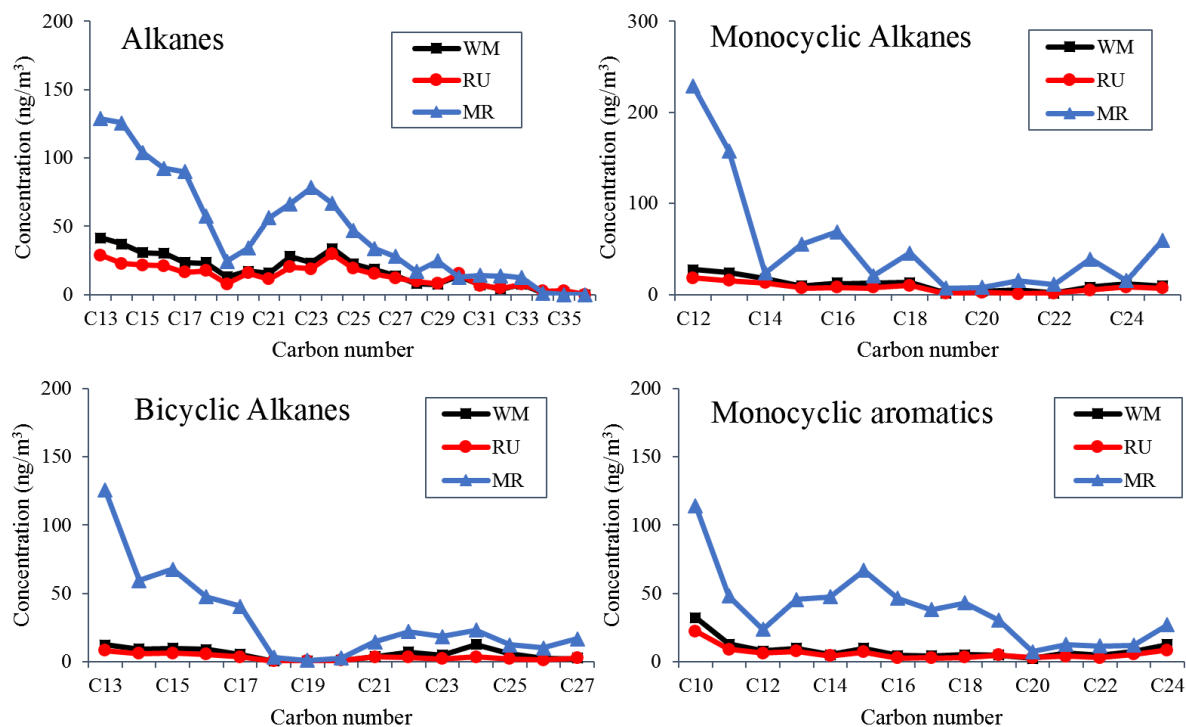 Alkanes
WM
RU
MR
Concentration (ng/m³)
200
150
100
50
0
C13 C15 C17 C19 C21 C23 C25 C27 C29 C31 C33 C35
Carbon number
Monocyclic Alkanes
WM
RU
MR
Concentration (ng/m³)
300
200
100
0
C12 C14 C16 C18 C20 C22 C24
Carbon number
Bicyclic Alkanes
WM
RU
MR
Concentration (ng/m³)
200
150
100
50
0
C13 C15 C17 C19 C21 C23 C25 C27
Carbon number
Monocyclic aromatics
WM
RU
MR
Concentration (ng/m³)
200
150
100
50
0
C10 C12 C14 C16 C18 C20 C22 C24
Carbon number